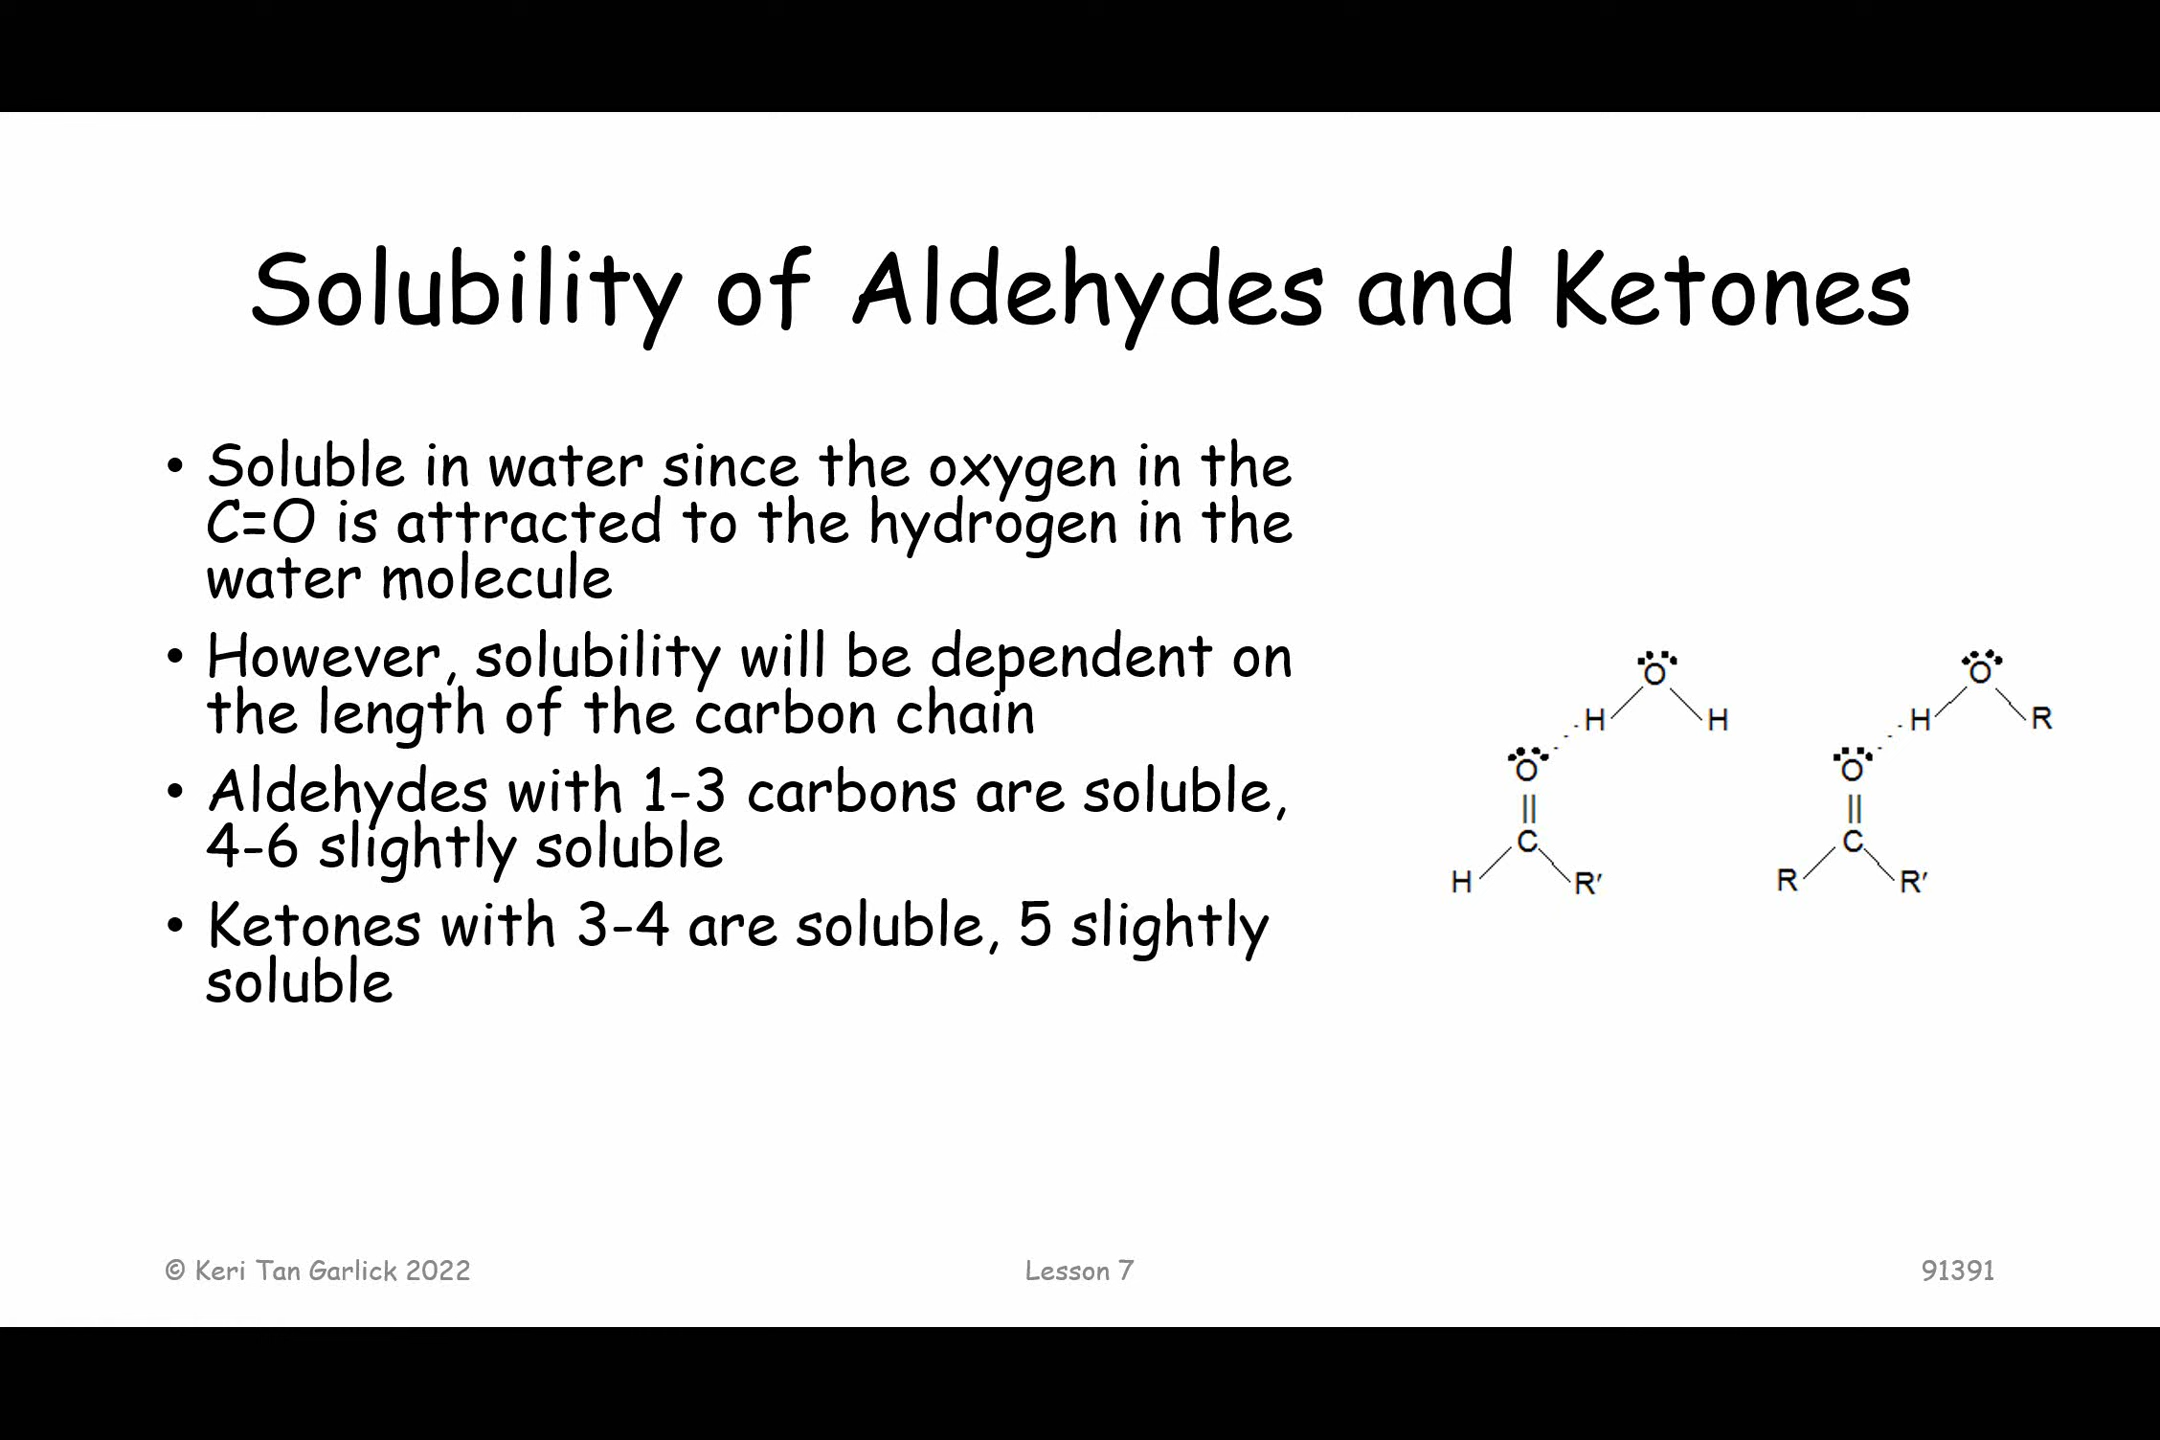 Solubility of Aldehydes and Ketones
• Soluble in water since the oxygen in the
C=O is attracted to the hydrogen in the
water molecule
• However, solubility will be dependent on
the length of the carbon chain
• Aldehydes with 1-3 carbons are soluble,
4-6 slightly soluble
• Ketones with 3-4 are soluble, 5 slightly
soluble
O O
H H H R
O O
C C
H R′ R R′
© Keri Tan Garlick 2022 Lesson 7 91391